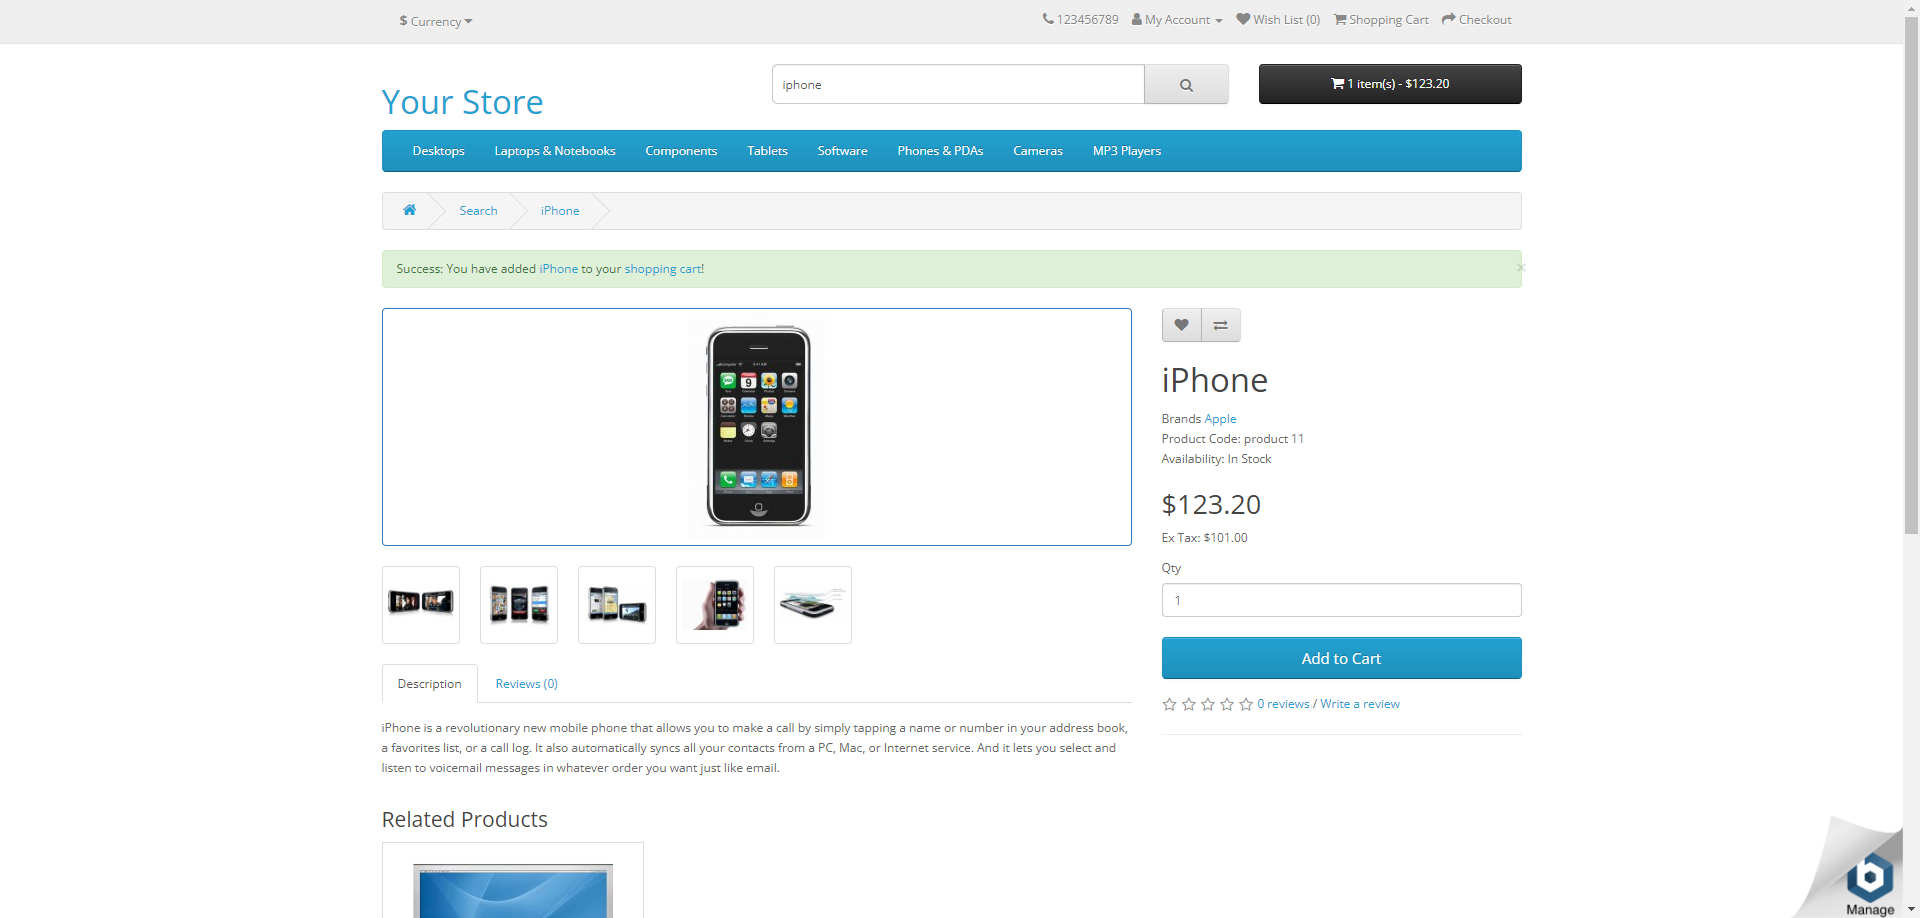 $ Currency
123456789 My Account Wish List (0) Shopping Cart Checkout
Your Store
iphone
1 item(s) - $123.20
Desktops Laptops & Notebooks Components Tablets Software Phones & PDAs Cameras MP3 Players
Search iPhone
Success: You have added iPhone to your shopping cart!
×
iPhone
Brands Apple
Product Code: product 11
Availability: In Stock
$123.20
Ex Tax: $101.00
Qty
1
Add to Cart
0 reviews / Write a review
Description Reviews (0)
iPhone is a revolutionary new mobile phone that allows you to make a call by simply tapping a name or number in your address book,
a favorites list, or a call log. It also automatically syncs all your contacts from a PC, Mac, or Internet service. And it lets you select and
listen to voicemail messages in whatever order you want just like email.
Related Products
Manage